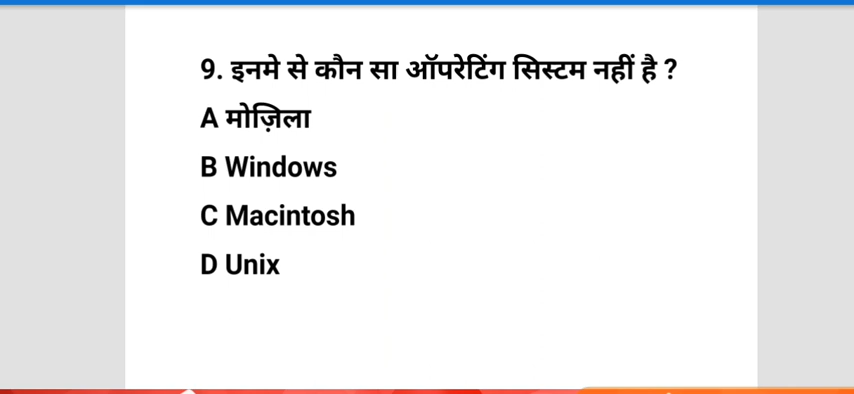 9. इनमे से कौन सा ऑपरेटिंग सिस्टम नहीं है ?
A मोज़िला
B Windows
C Macintosh
D Unix